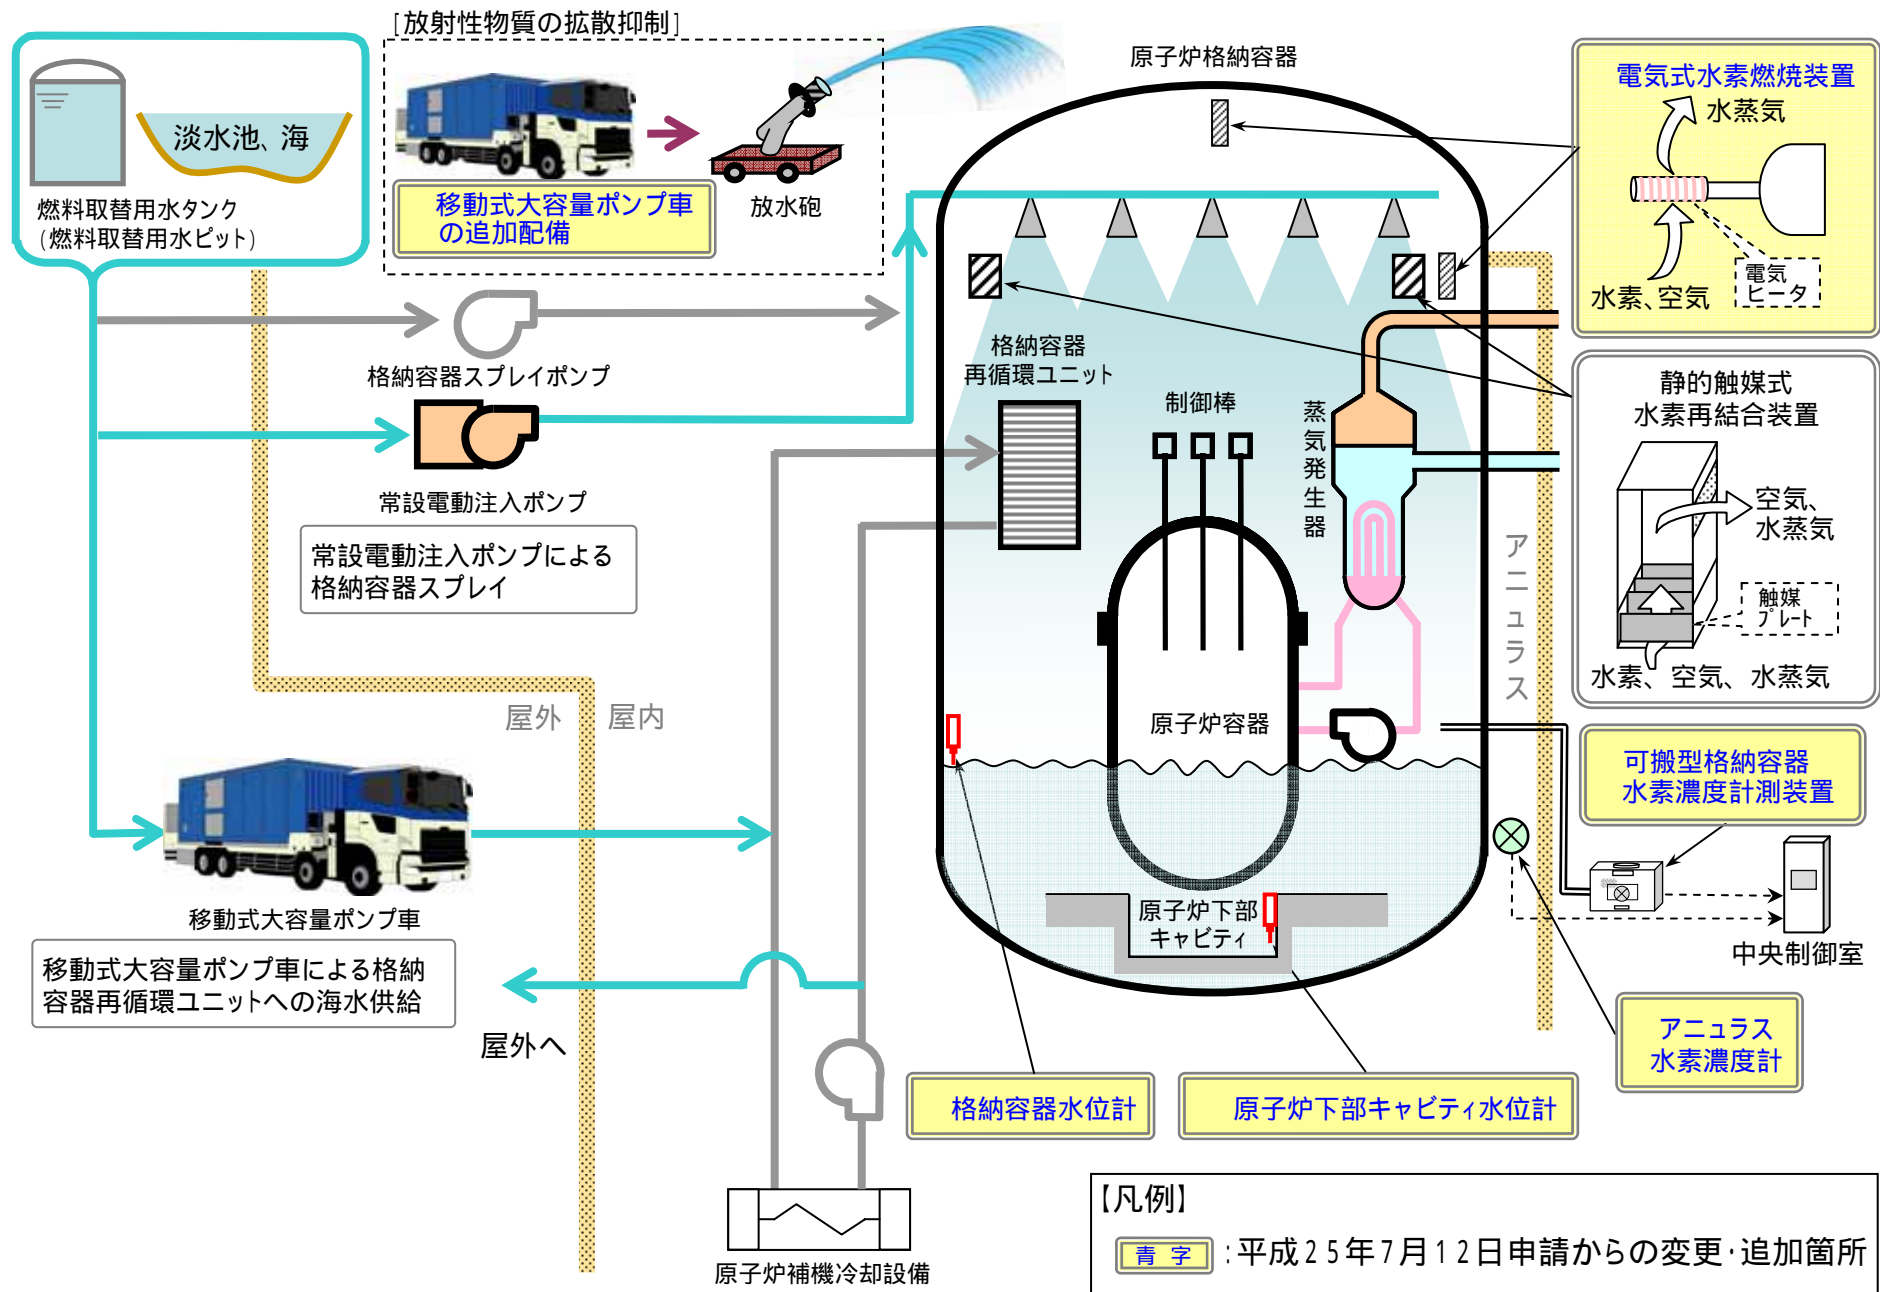 [放射性物質の拡散抑制]
淡水池、海
燃料取替用水タンク
(燃料取替用水ピット)
移動式大容量ポンプ車
の追加配備
放水砲
原子炉格納容器
電気式水素燃焼装置
水蒸気
水素、空気
電気
ヒータ
格納容器スプレイポンプ
格納容器
再循環ユニット
制御棒
蒸気発生器
静的触媒式
水素再結合装置
空気、
水蒸気
触媒
プレート
水素、空気、水蒸気
常設電動注入ポンプ
常設電動注入ポンプによる
格納容器スプレイ
アニュラス
屋外
屋内
原子炉容器
可搬型格納容器
水素濃度計測装置
移動式大容量ポンプ車
移動式大容量ポンプ車による格納
容器再循環ユニットへの海水供給
屋外へ
原子炉下部
キャビティ
中央制御室
アニュラス
水素濃度計
格納容器水位計
原子炉下部キャビティ水位計
原子炉補機冷却設備
【凡例】
青字 :平成25年7月12日申請からの変更・追加箇所